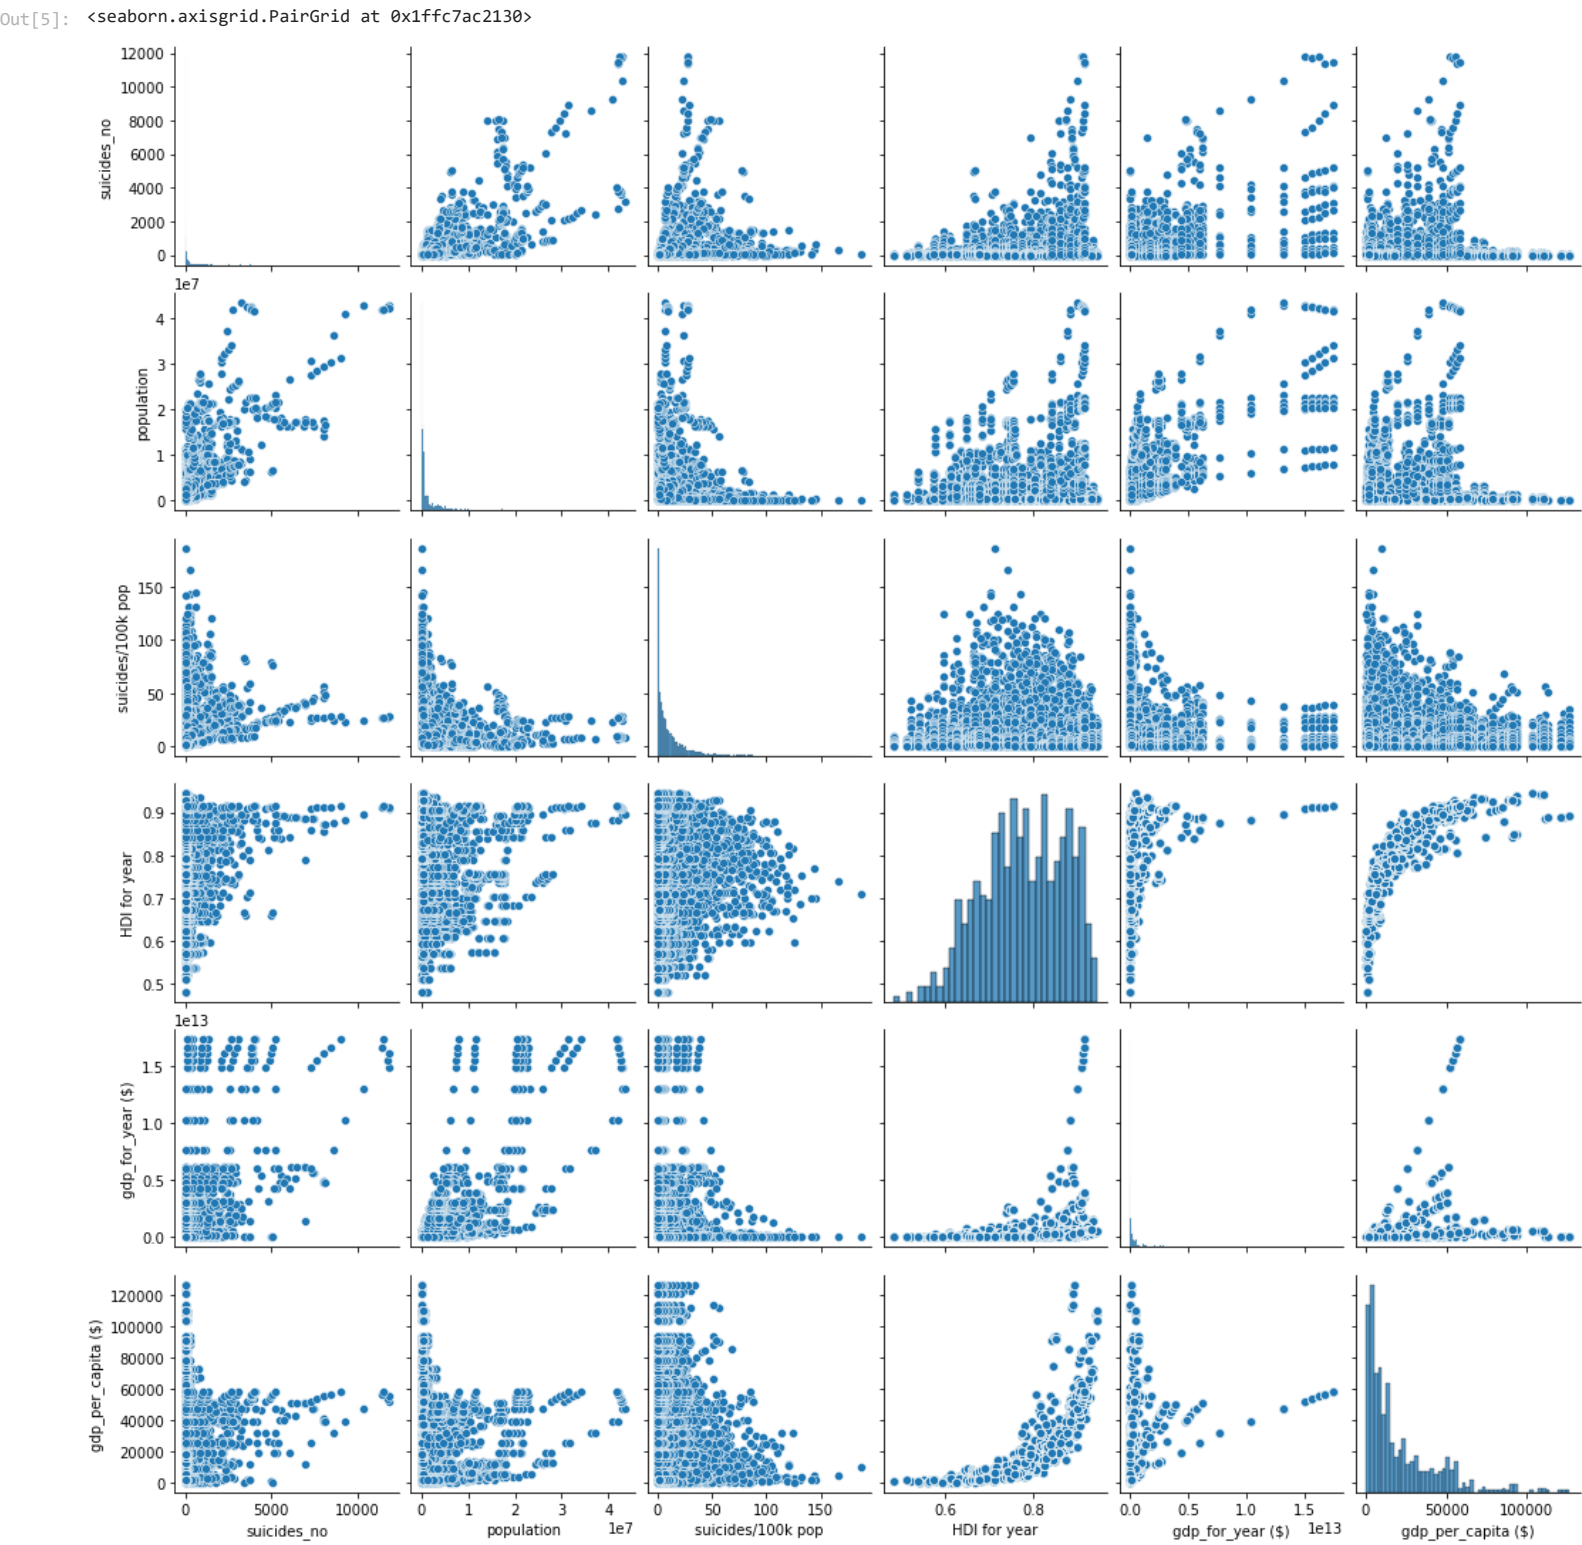 Out[5]: <seaborn.axisgrid.PairGrid at 0x1ffc7ac2130>
12000
10000
8000
6000
4000
2000
0
suicides_no
1e7
4
3
2
1
0
population
150
100
50
0
suicides/100k pop
0.9
0.8
0.7
0.6
0.5
HDI for year
1e13
1.5
1.0
0.5
0.0
gdp_for_year ($)
120000
100000
80000
60000
40000
20000
0
gdp_per_capita ($)
0 5000 10000 0 1 2 3 4 0 50 100 150 0.6 0.8 0.0 0.5 1.0 1.5 0 50000 100000
suicides_no population 1e7 suicides/100k pop HDI for year gdp_for_year ($) 1e13 gdp_per_capita ($)